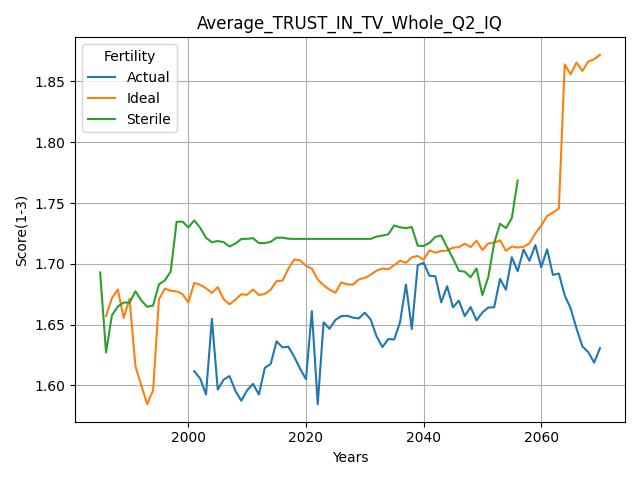 Average_TRUST_IN_TV_Whole_Q2_IQ
Fertility
Actual
Ideal
Sterile
Score(1-3)
1.85
1.80
1.75
1.70
1.65
1.60
2000
2020
2040
2060
Years